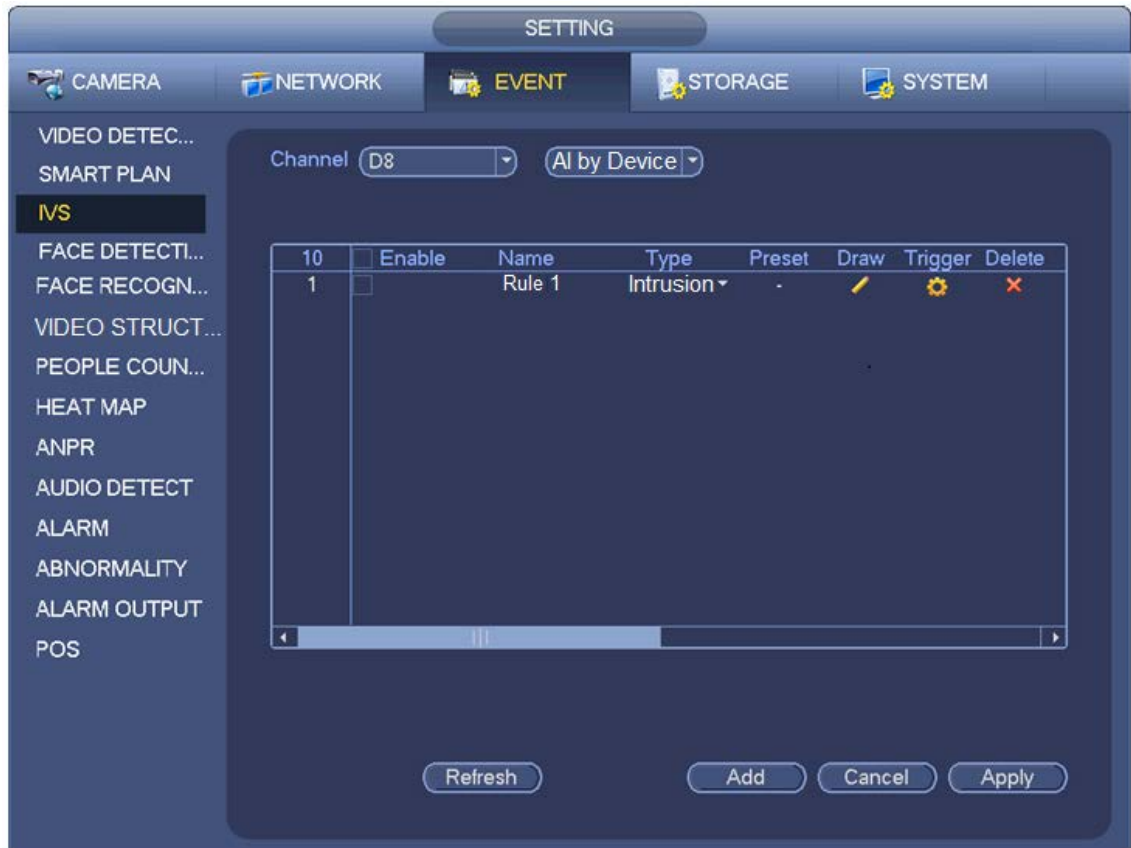 SETTING
CAMERA NETWORK EVENT STORAGE SYSTEM
VIDEO DETEC...
SMART PLAN
IVS
FACE DETECTI...
FACE RECOGN...
VIDEO STRUCT...
PEOPLE COUN...
HEAT MAP
ANPR
AUDIO DETECT
ALARM
ABNORMALITY
ALARM OUTPUT
POS
Channel D8 AI by Device
10 Enable Name Type Preset Draw Trigger Delete
1 Rule 1 Intrusion -
Refresh Add Cancel Apply